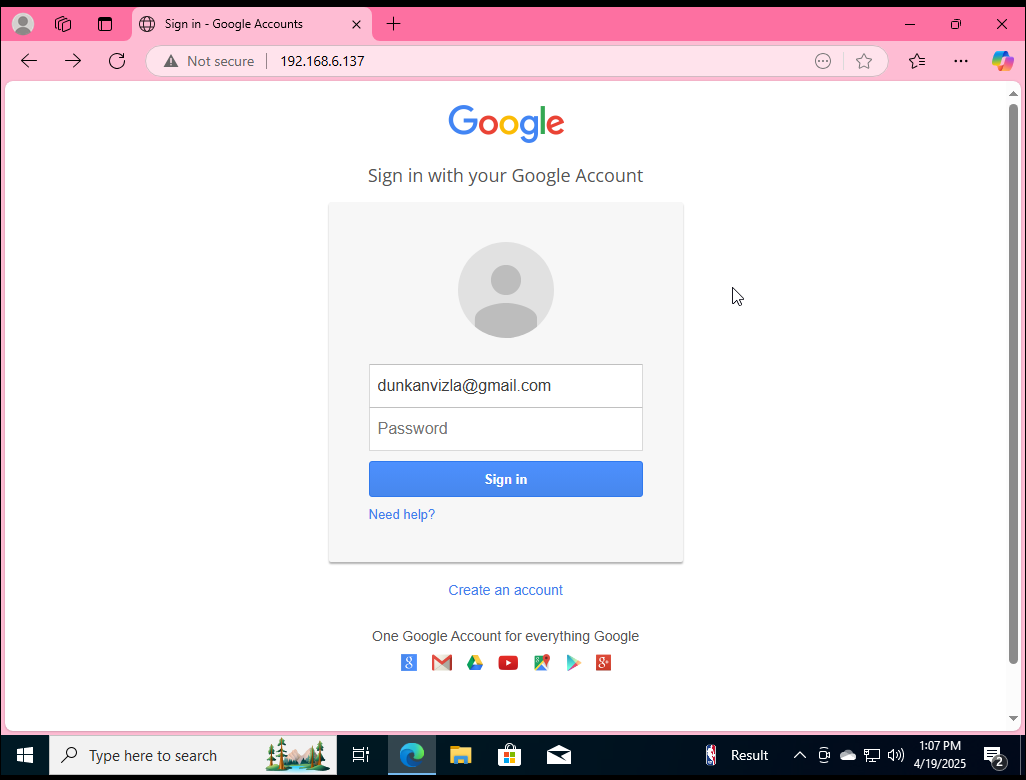 Sign in - Google Accounts
Not secure
192.168.6.137
Google
Sign in with your Google Account
dunkanvizla@gmail.com
Password
Sign in
Need help?
Create an account
One Google Account for everything Google
Type here to search
Result
1:07 PM
4/19/2025
2